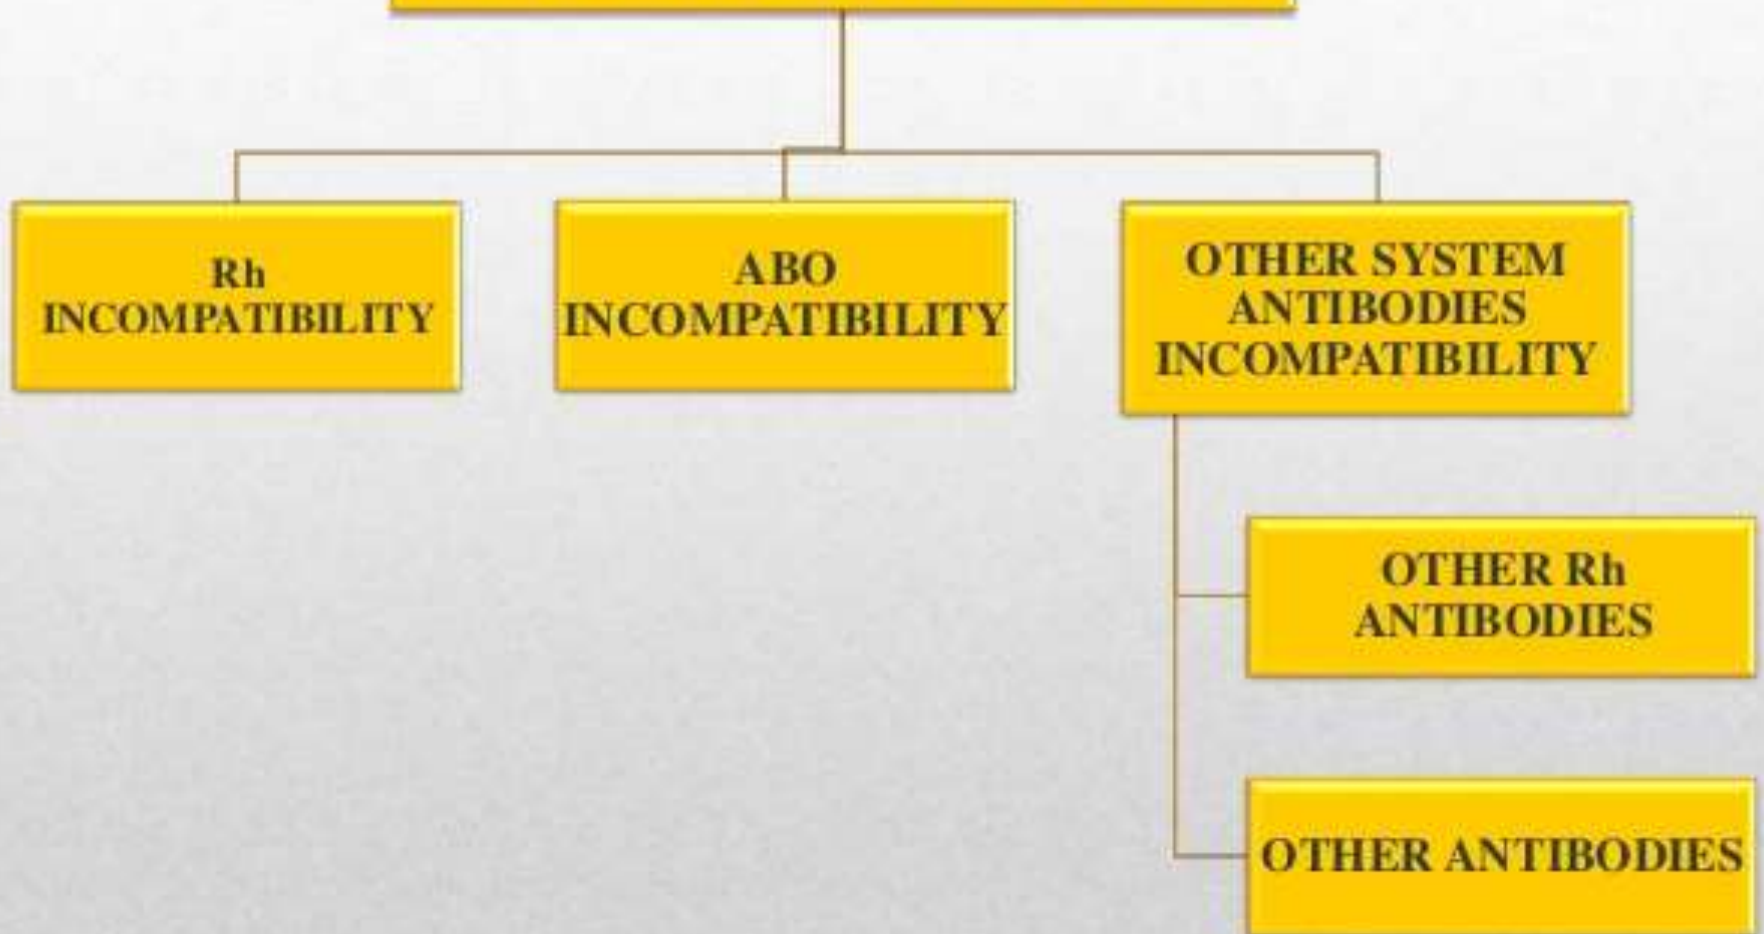 Rh
INCOMPATIBILITY
ABO
INCOMPATIBILITY
OTHER SYSTEM
ANTIBODIES
INCOMPATIBILITY
OTHER Rh
ANTIBODIES
OTHER ANTIBODIES